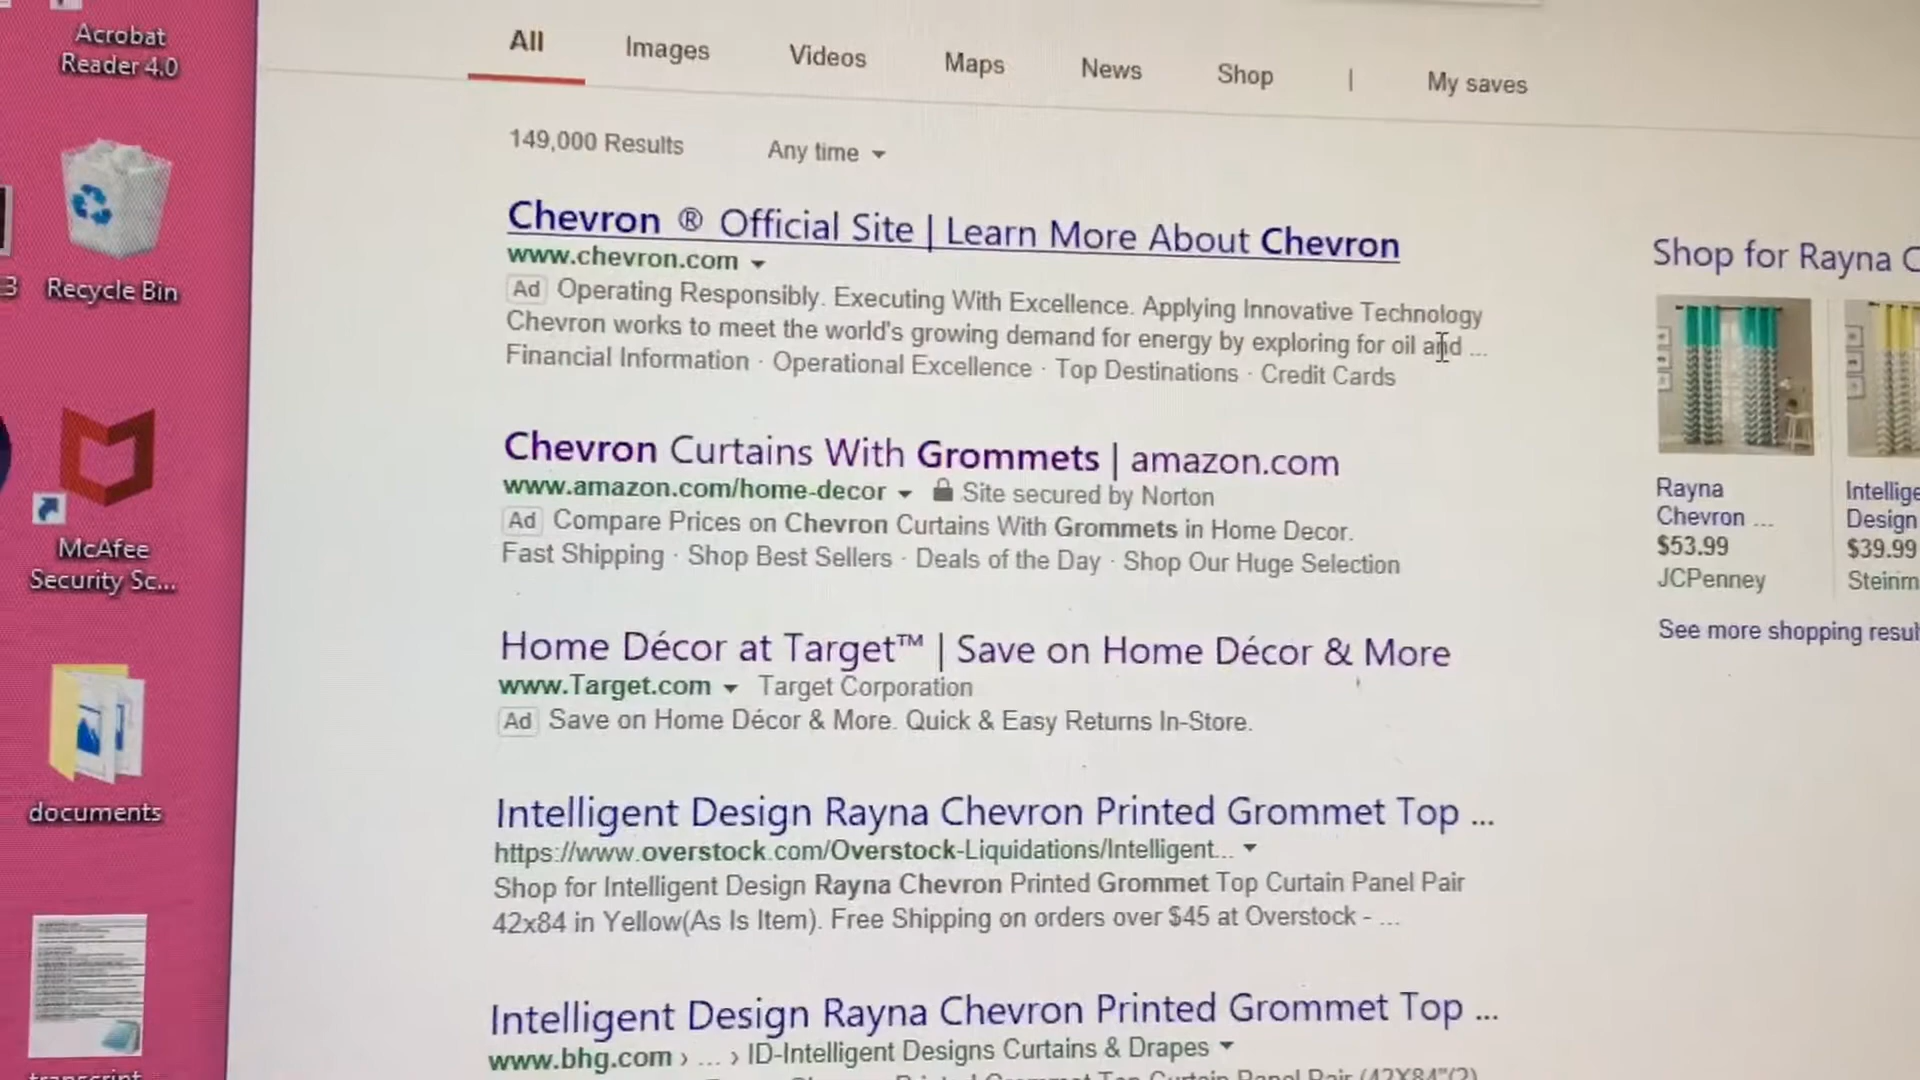 Acrobat
Reader 4.0
3
Recycle Bin
McAfee
Security Sc...
documents
All
Images
Videos
Maps
News
Shop
|
My saves
149,000 Results
Any time
Chevron ® Official Site | Learn More About Chevron
www.chevron.com
Ad Operating Responsibly. Executing With Excellence. Applying Innovative Technology
Chevron works to meet the world's growing demand for energy by exploring for oil and ...
Financial Information · Operational Excellence · Top Destinations · Credit Cards
Chevron Curtains With Grommets | amazon.com
www.amazon.com/home-decor Site secured by Norton
Ad Compare Prices on Chevron Curtains With Grommets in Home Decor.
Fast Shipping · Shop Best Sellers · Deals of the Day · Shop Our Huge Selection
Home Décor at Target™ | Save on Home Décor & More
www.Target.com Target Corporation
Ad Save on Home Décor & More. Quick & Easy Returns In-Store.
Intelligent Design Rayna Chevron Printed Grommet Top ...
https://www.overstock.com/Overstock-Liquidations/Intelligent...
Shop for Intelligent Design Rayna Chevron Printed Grommet Top Curtain Panel Pair
42x84 in Yellow(As Is Item). Free Shipping on orders over $45 at Overstock - ...
Intelligent Design Rayna Chevron Printed Grommet Top ...
www.bhg.com › ... › ID-Intelligent Designs Curtains & Drapes
Shop for Rayna C
Rayna
Chevron ...
$53.99
JCPenney
Intellige
Design
$39.99
Steinm
See more shopping resul